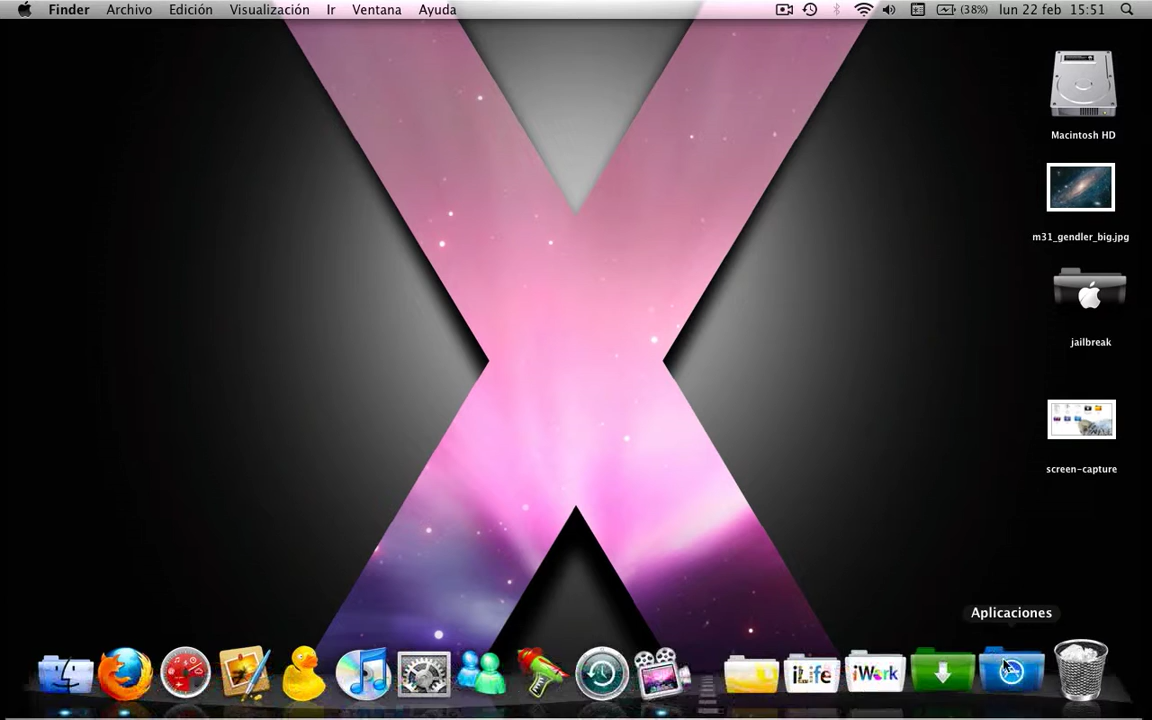 Finder Archivo Edición Visualización Ir Ventana Ayuda (38%) lun 22 feb 15:51
Macintosh HD
m31_gendler_big.jpg
jailbreak
screen-capture
Aplicaciones
iLife
iWork